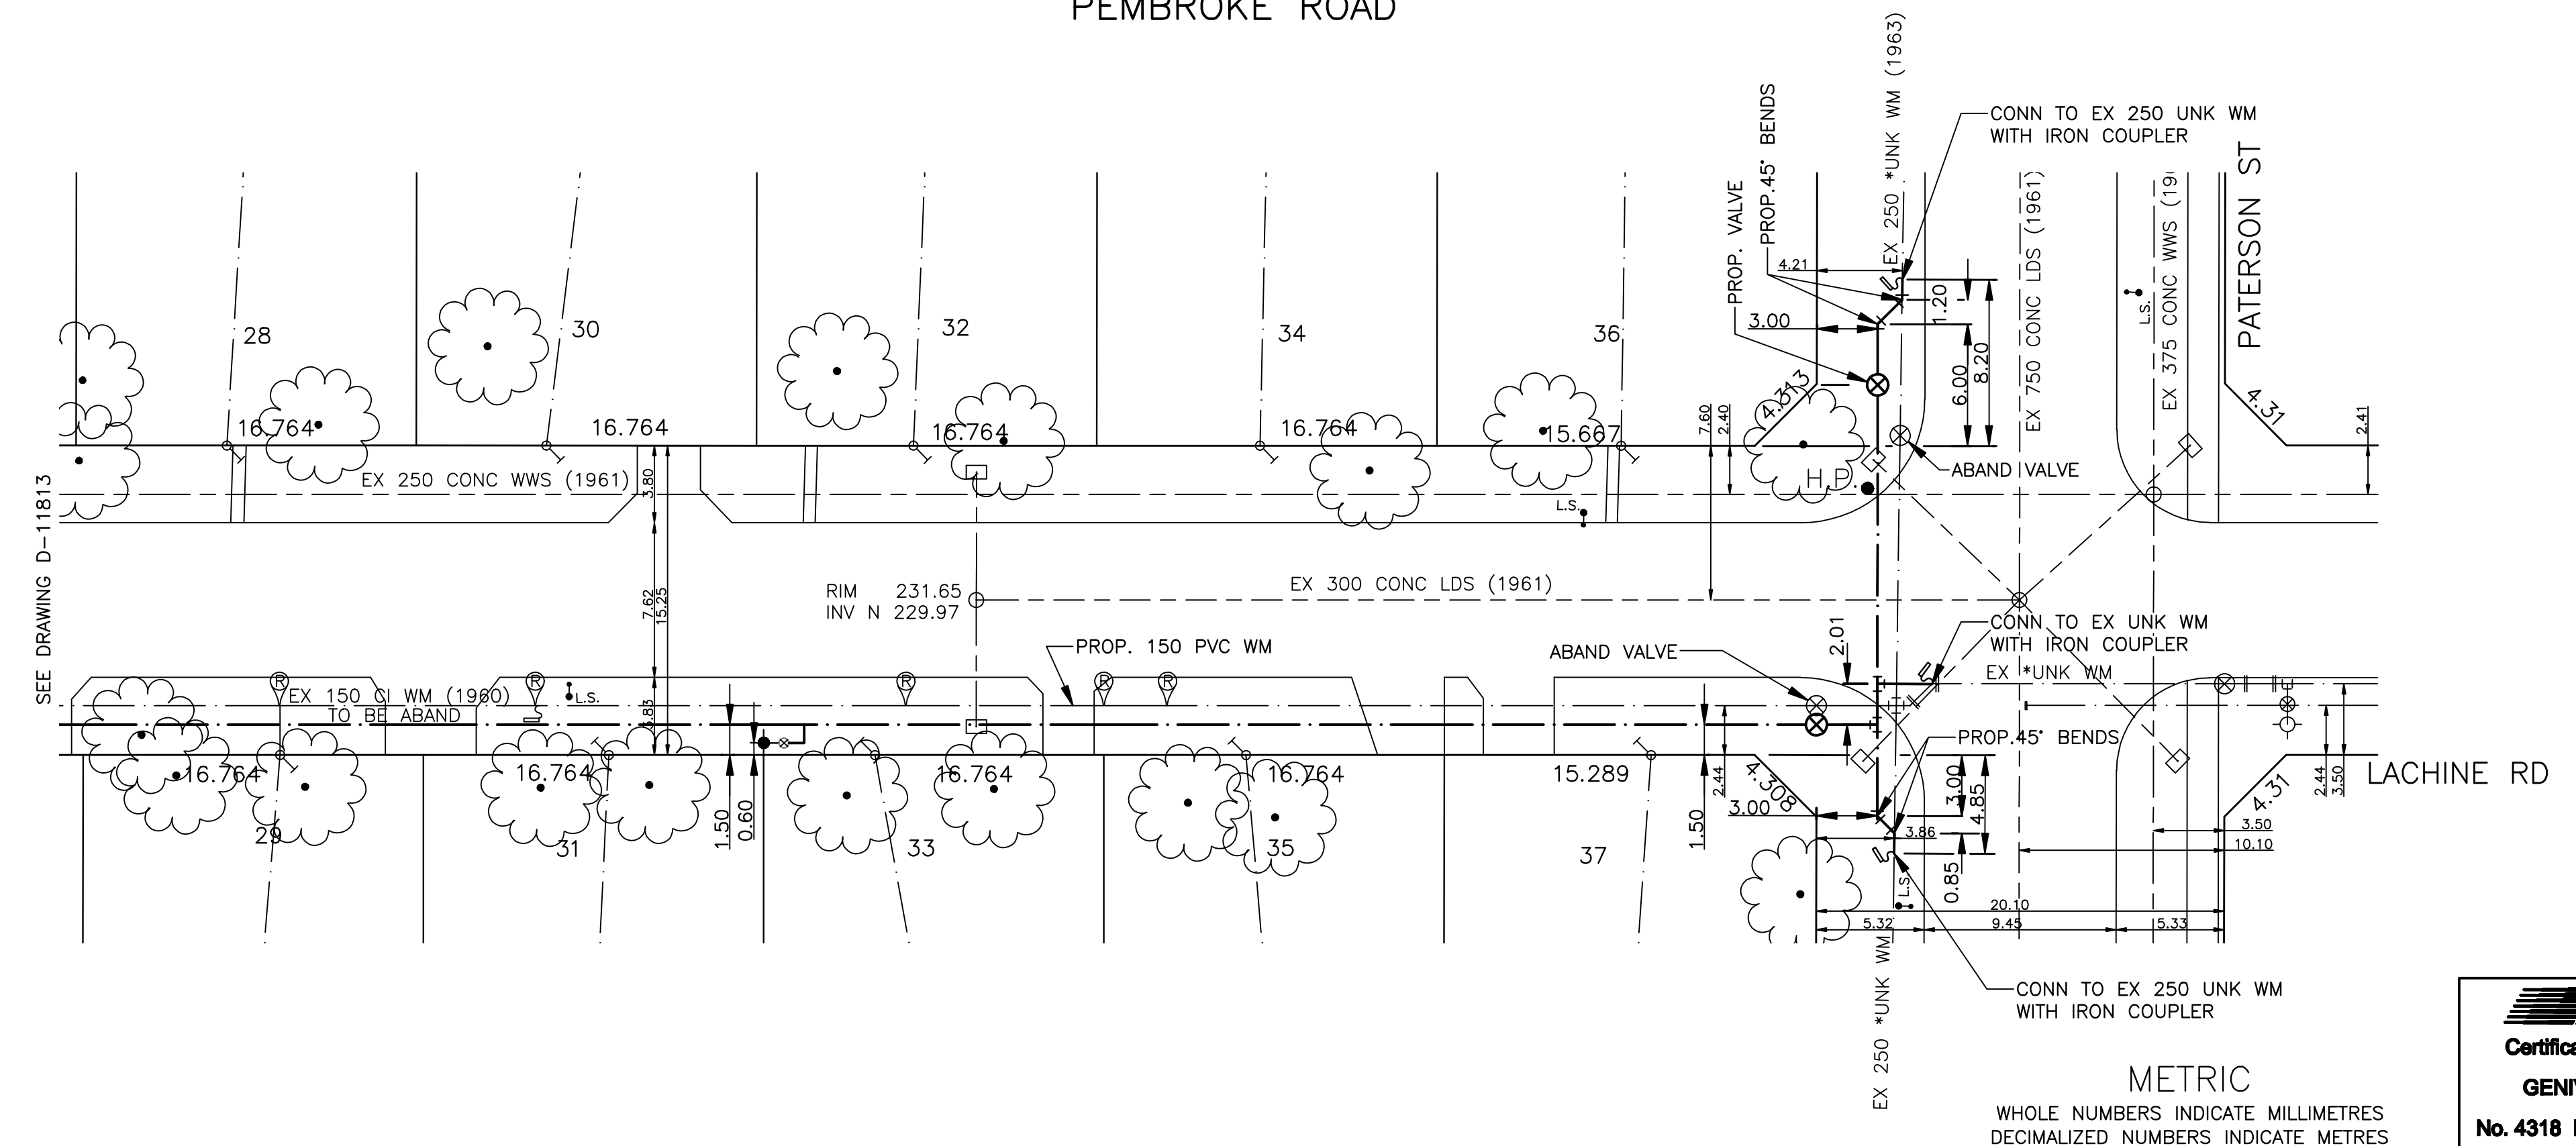 PEMBROKE ROAD
EX 250 *UNK WM (1963)
PROP.45° BENDS
PROP. VALVE
CONN TO EX 250 UNK WM
WITH IRON COUPLER
PATERSON ST
EX 750 CONC LDS (1961)
EX 375 CONC WWS (19
L.S.
4.21
3.00
1.20
6.00
8.20
28
30
32
34
36
16.764
16.764
16.764
16.764
15.667
4.313
4.31
2.41
7.60
2.40
H.P.
ABAND VALVE
EX 250 CONC WWS (1961)
3.80
L.S.
SEE DRAWING D-11813
RIM 231.65
INV N 229.97
EX 300 CONC LDS (1961)
7.62
15.25
PROP. 150 PVC WM
ABAND VALVE
2.01
CONN TO EX UNK WM
WITH IRON COUPLER
EX *UNK WM
R
R
R
R
R
EX 150 CI WM (1960)
TO BE ABAND
L.S.
3.83
PROP.45° BENDS
16.764
16.764
16.764
16.764
15.289
4.308
3.00
3.00
4.85
3.86
0.85
1.50
0.60
1.50
2.44
4.31
2.44
3.50
LACHINE RD
29
31
33
35
37
3.50
10.10
L.S.
20.10
5.32
9.45
5.33
EX 250 *UNK WM
CONN TO EX 250 UNK WM
WITH IRON COUPLER
METRIC
WHOLE NUMBERS INDICATE MILLIMETRES
DECIMALIZED NUMBERS INDICATE METRES
Certifica
GENI
No. 4318